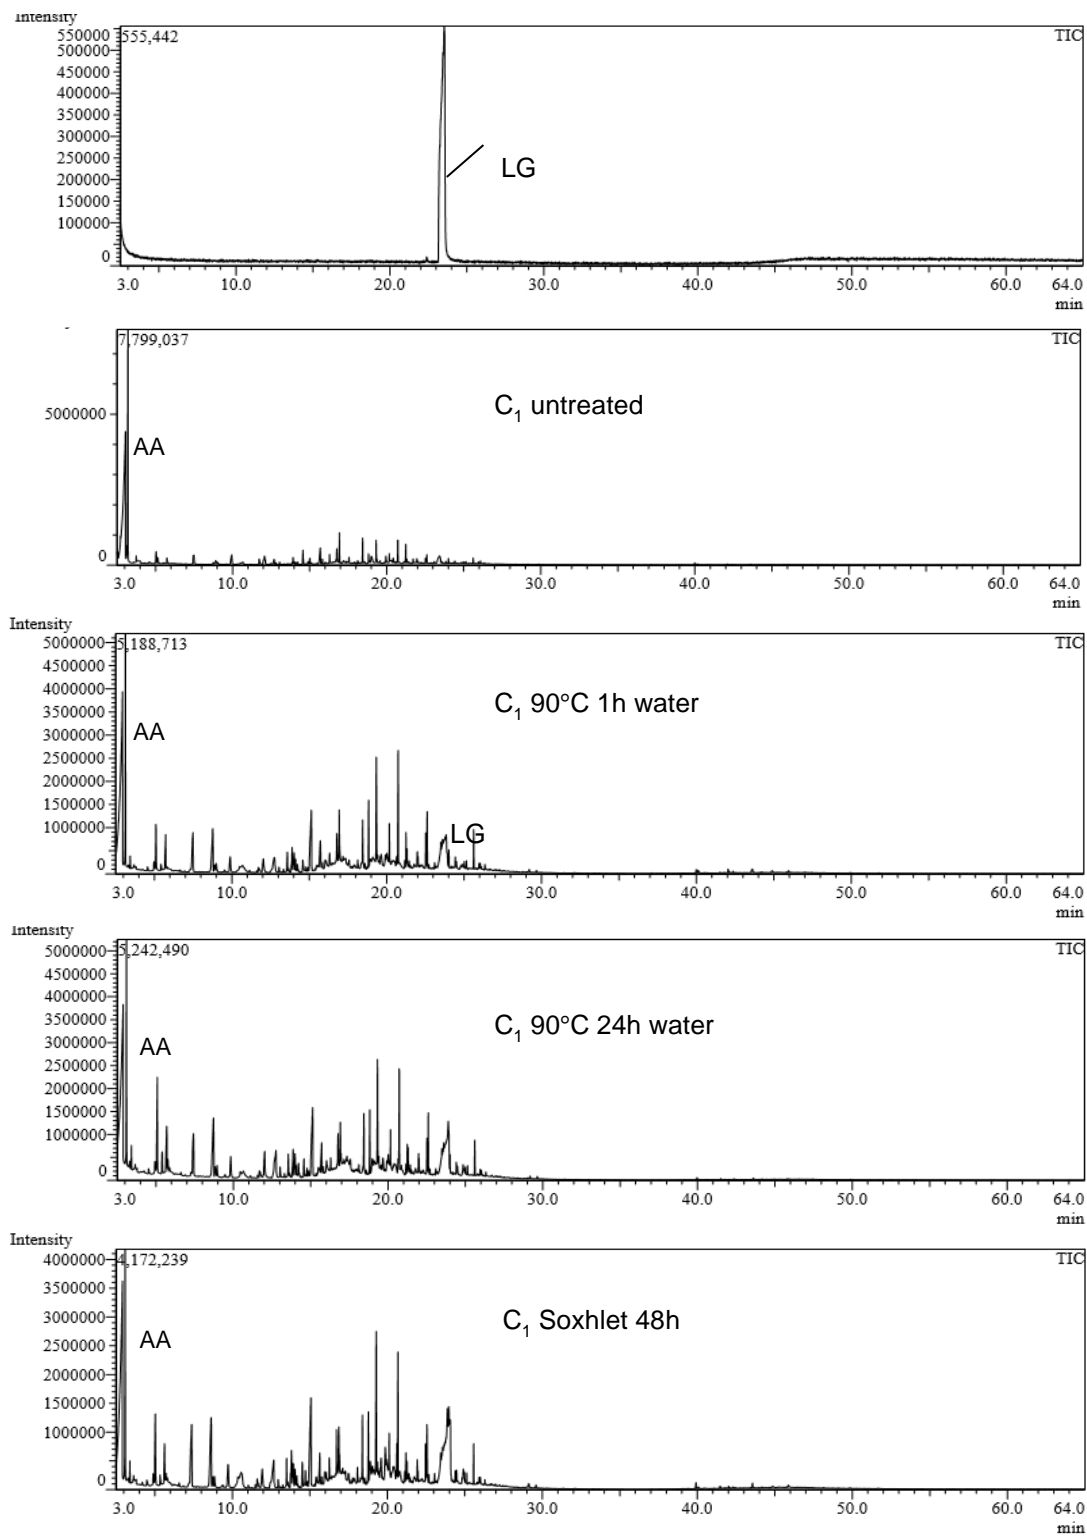 Intensity
555,442
TIC
550000
500000
450000
400000
350000
300000
250000
200000
150000
100000
0
LG
3.0 10.0 20.0 30.0 40.0 50.0 60.0 64.0
min
7,799,037
TIC
C1 untreated
5000000
AA
0
3.0 10.0 20.0 30.0 40.0 50.0 60.0 64.0
min
Intensity
5,188,713
TIC
5000000
4500000
4000000
3500000
3000000
2500000
2000000
1500000
1000000
0
C1 90°C 1h water
AA
LG
3.0 10.0 20.0 30.0 40.0 50.0 60.0 64.0
min
Intensity
5,242,490
TIC
5000000
4500000
4000000
3500000
3000000
2500000
2000000
1500000
1000000
0
C1 90°C 24h water
AA
3.0 10.0 20.0 30.0 40.0 50.0 60.0 64.0
min
Intensity
4,172,239
TIC
4000000
3500000
3000000
2500000
2000000
1500000
1000000
0
C1 Soxhlet 48h
AA
3.0 10.0 20.0 30.0 40.0 50.0 60.0 64.0
min